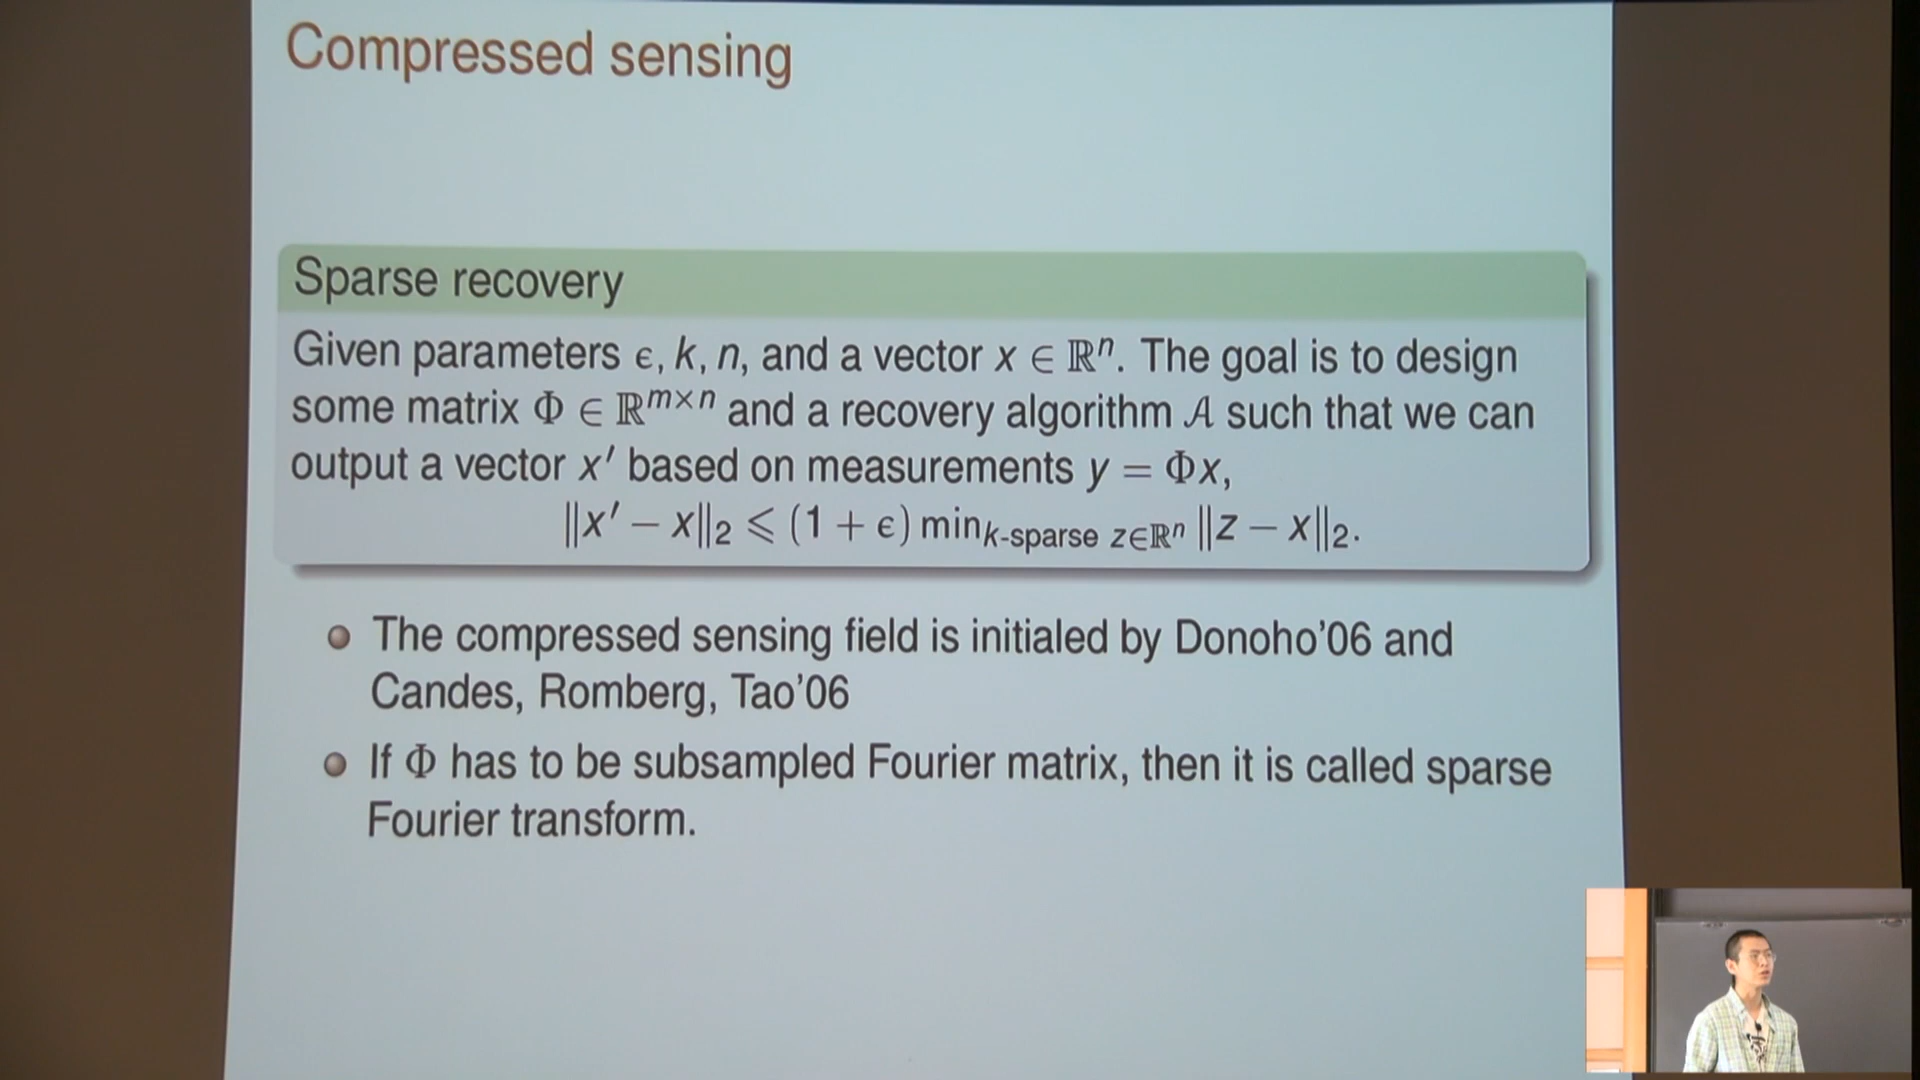 Compressed sensing
Sparse recovery
Given parameters ϵ, k, n, and a vector x ∈ ℝⁿ. The goal is to design
some matrix Φ ∈ ℝᵐˣⁿ and a recovery algorithm 𝒜 such that we can
output a vector x′ based on measurements y = Φx,
‖x′ − x‖₂ ⩽ (1 + ϵ) min_{k-sparse z∈ℝⁿ} ‖z − x‖₂.
The compressed sensing field is initialed by Donoho'06 and
Candes, Romberg, Tao'06
If Φ has to be subsampled Fourier matrix, then it is called sparse
Fourier transform.